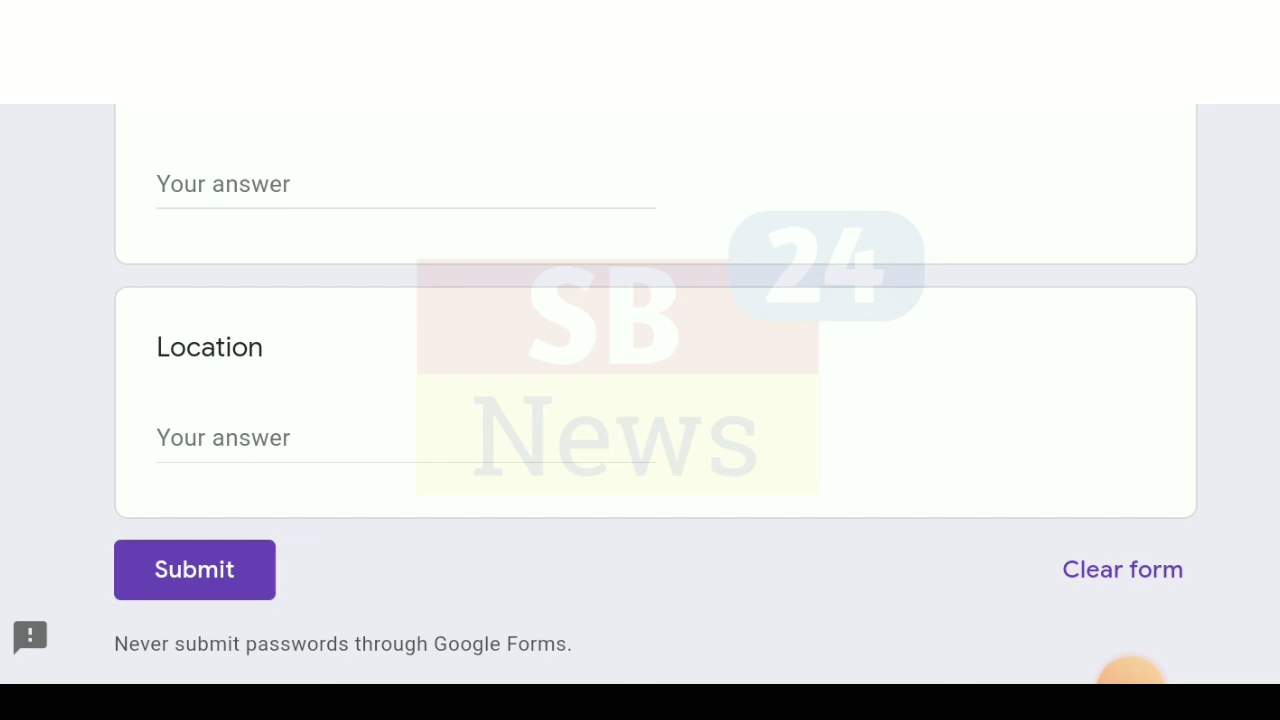 Your answer
24
SB
Location
News
Your answer
Submit
Clear form
Never submit passwords through Google Forms.